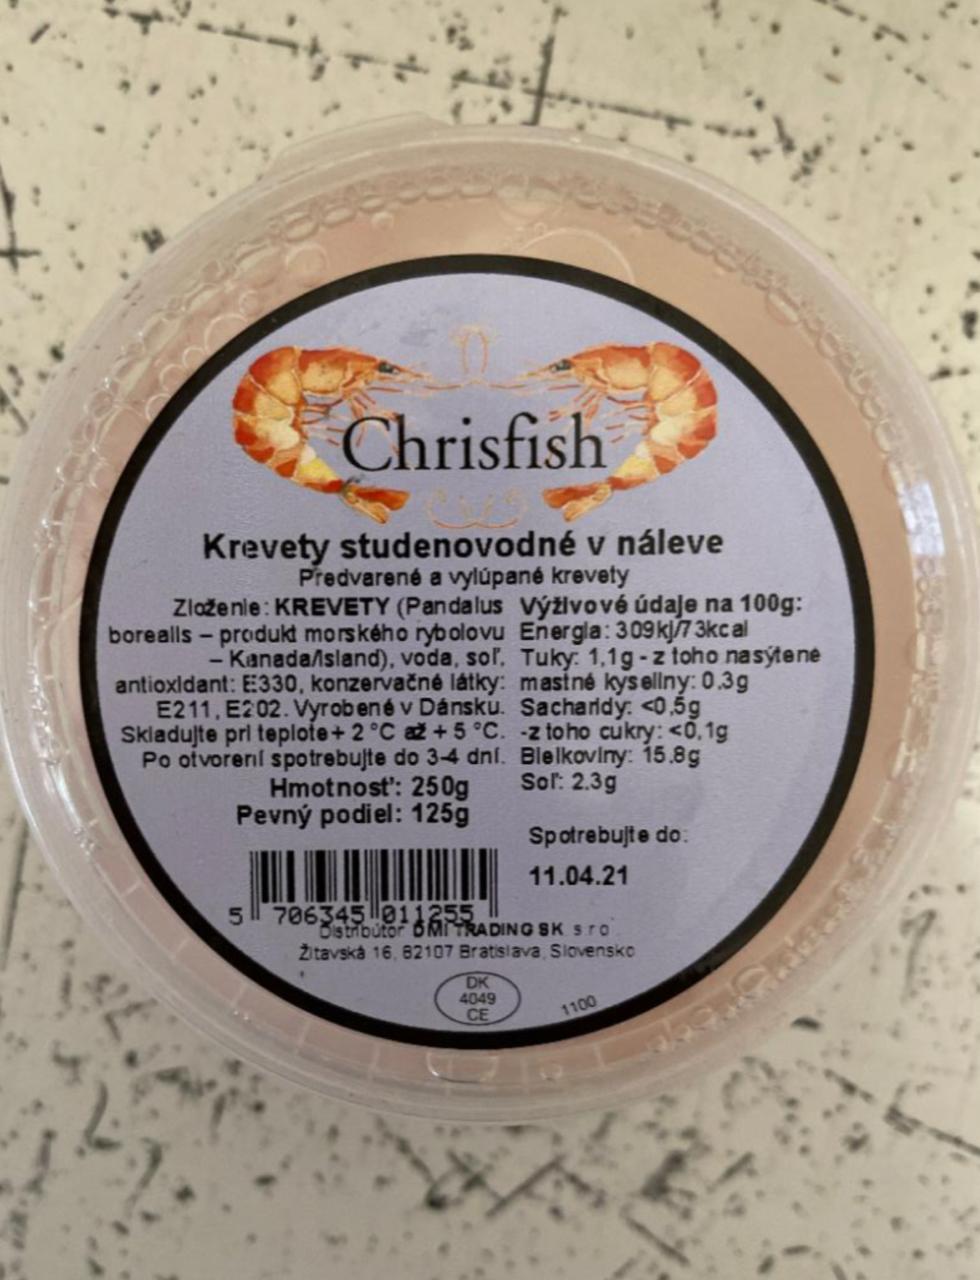 Chrisfish
Krevety studenovodné v náleve
Predvarené a vylúpané krevety
Zloženie: KREVETY (Pandalus
borealis – produkt morského rybolovu
– Kanada/Island), voda, soľ,
antioxidant: E330, konzervačné látky:
E211, E202. Vyrobené v Dánsku.
Skladujte pri teplote + 2 °C až + 5 °C.
Po otvorení spotrebujte do 3-4 dní.
Hmotnosť: 250g
Pevný podiel: 125g
Výživové údaje na 100g:
Energia: 309kj/73kcal
Tuky: 1,1g - z toho nasýtené
mastné kyseliny: 0.3g
Sacharidy: <0,5g
-z toho cukry: <0,1g
Bielkoviny: 15.8g
Soľ: 2.3g
Spotrebujte do:
11.04.21
5 706345 011255
Distribútor DMI TRADING SK s r o
Žitavská 16, 82107 Bratislava, Slovensko
DK
4049
CE
1100